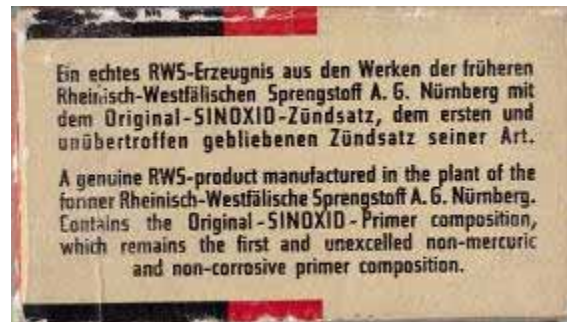 Ein echtes RWS-Erzeugnis aus den Werken der früheren
Rheinisch-Westfälischen Sprengstoff A. G. Nürnberg mit
dem Original-SINOXID-Zündsatz, dem ersten und
unübertroffen gebliebenen Zündsatz seiner Art.
A genuine RWS-product manufactured in the plant of the
former Rheinisch-Westfälische Sprengstoff A. G. Nürnberg.
Contains the Original-SINOXID-Primer composition,
which remains the first and unexcelled non-mercuric
and non-corrosive primer composition.